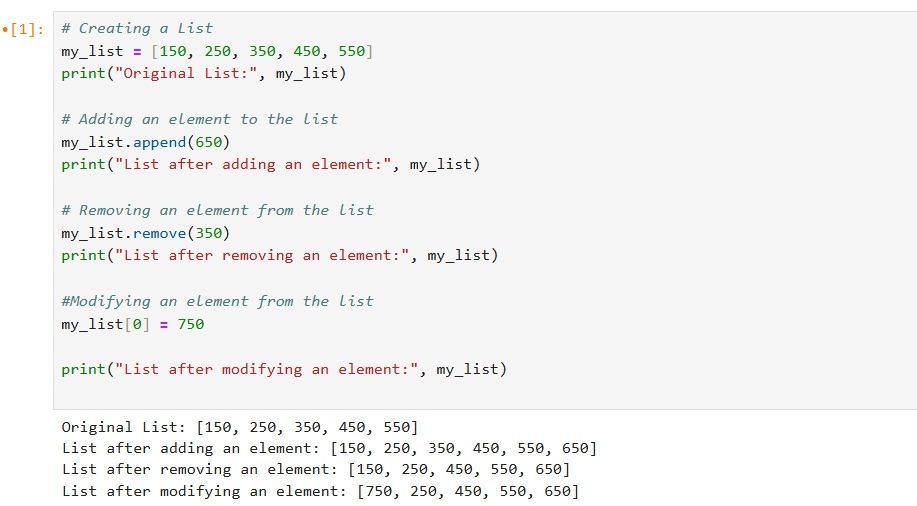 [1]:
# Creating a List
my_list = [150, 250, 350, 450, 550]
print("Original List:", my_list)
# Adding an element to the list
my_list.append(650)
print("List after adding an element:", my_list)
# Removing an element from the list
my_list.remove(350)
print("List after removing an element:", my_list)
#Modifying an element from the list
my_list[0] = 750
print("List after modifying an element:", my_list)
Original List: [150, 250, 350, 450, 550]
List after adding an element: [150, 250, 350, 450, 550, 650]
List after removing an element: [150, 250, 450, 550, 650]
List after modifying an element: [750, 250, 450, 550, 650]